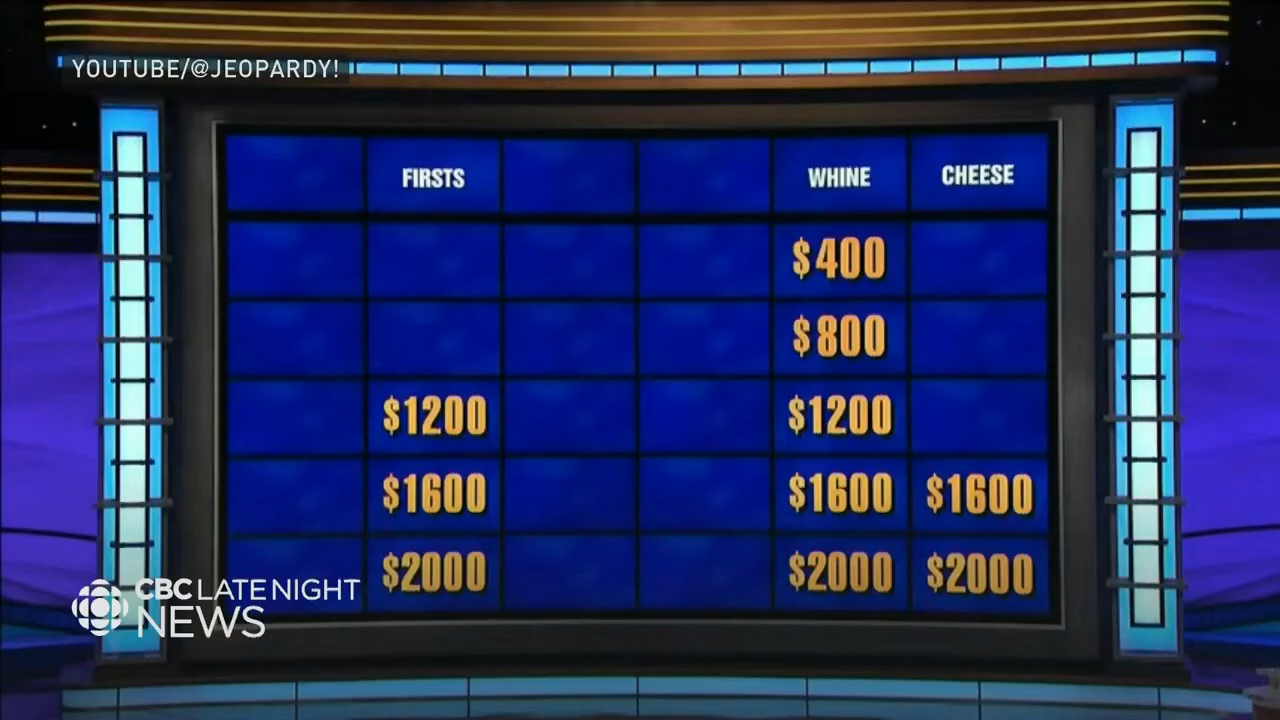 YOUTUBE/@JEOPARDY!
FIRSTS WHINE CHEESE
$400
$800
$1200 $1200
$1600 $1600 $1600
$2000 $2000 $2000
CBC LATE NIGHT
NEWS